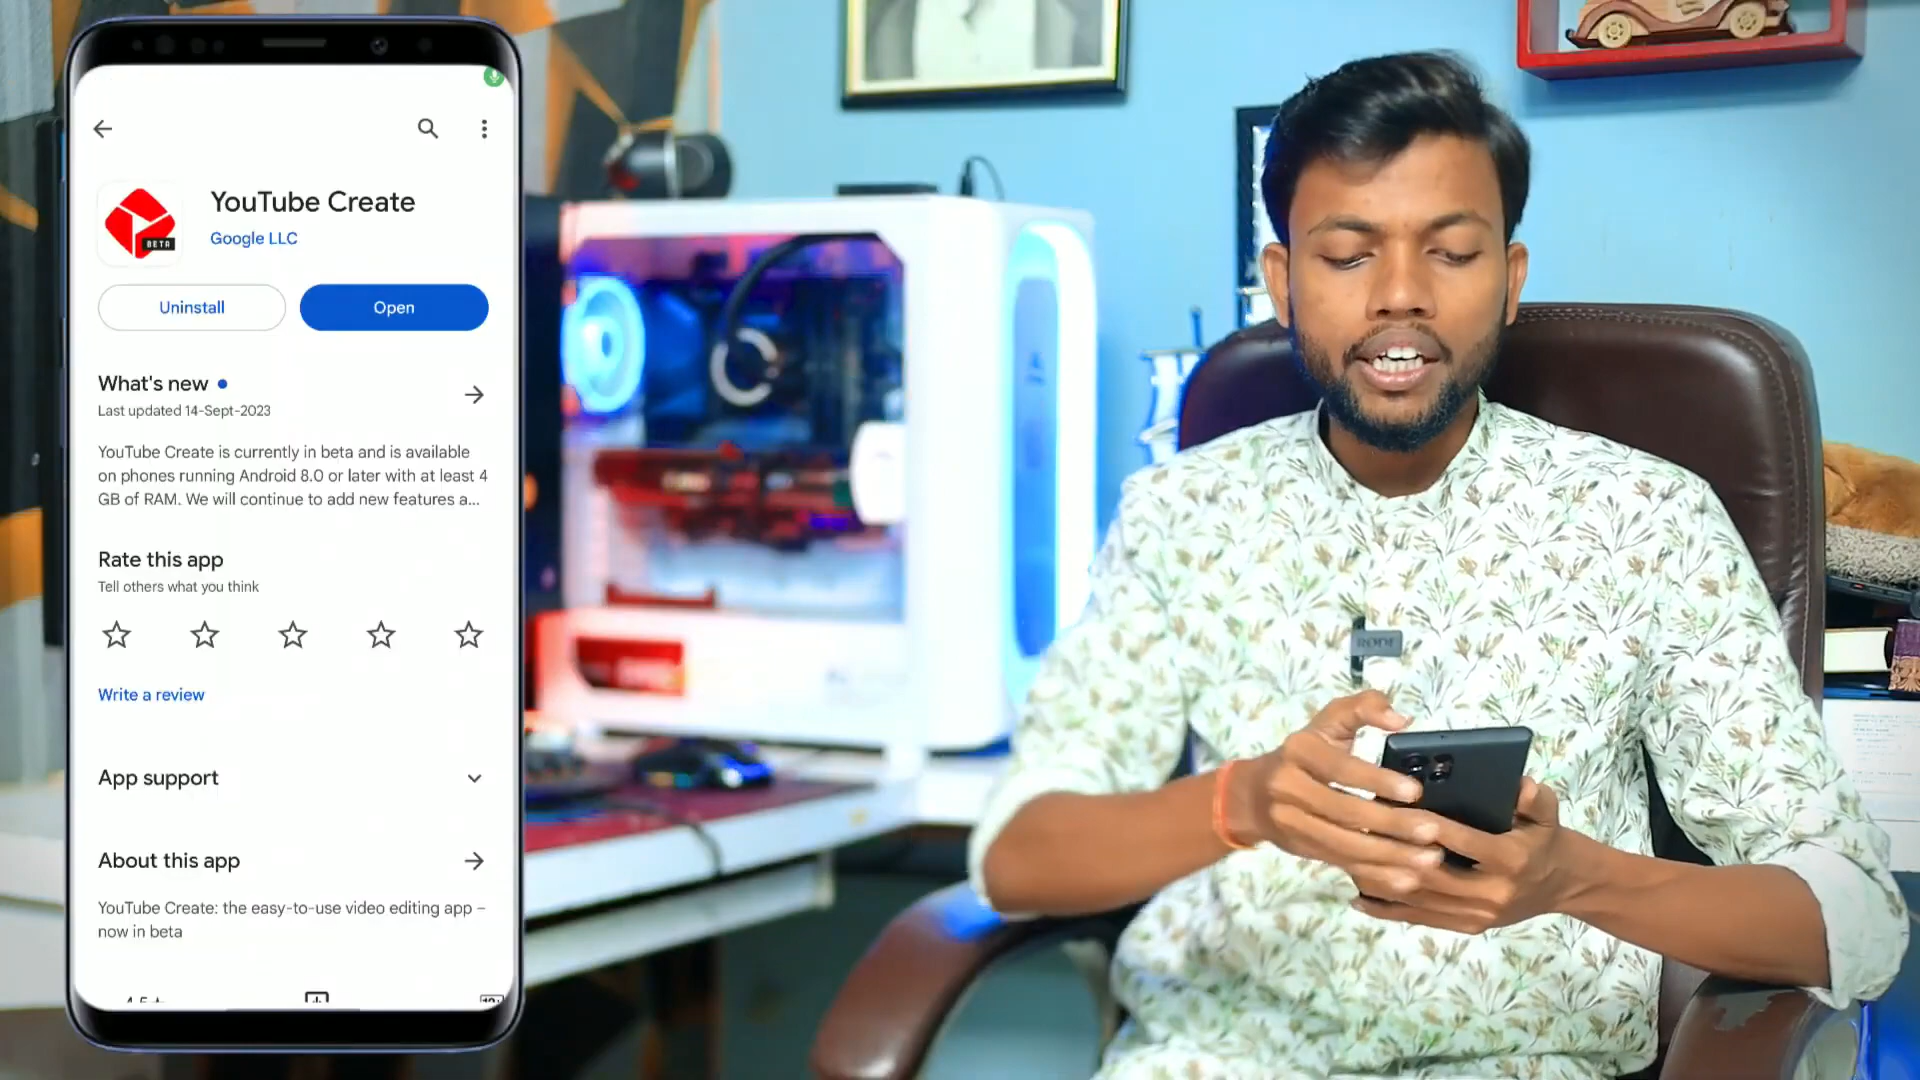 YouTube Create
BETA
Google LLC
Uninstall
Open
What's new
Last updated 14-Sept-2023
YouTube Create is currently in beta and is available
on phones running Android 8.0 or later with at least 4
GB of RAM. We will continue to add new features a...
Rate this app
Tell others what you think
Write a review
App support
About this app
YouTube Create: the easy-to-use video editing app –
now in beta
RODE